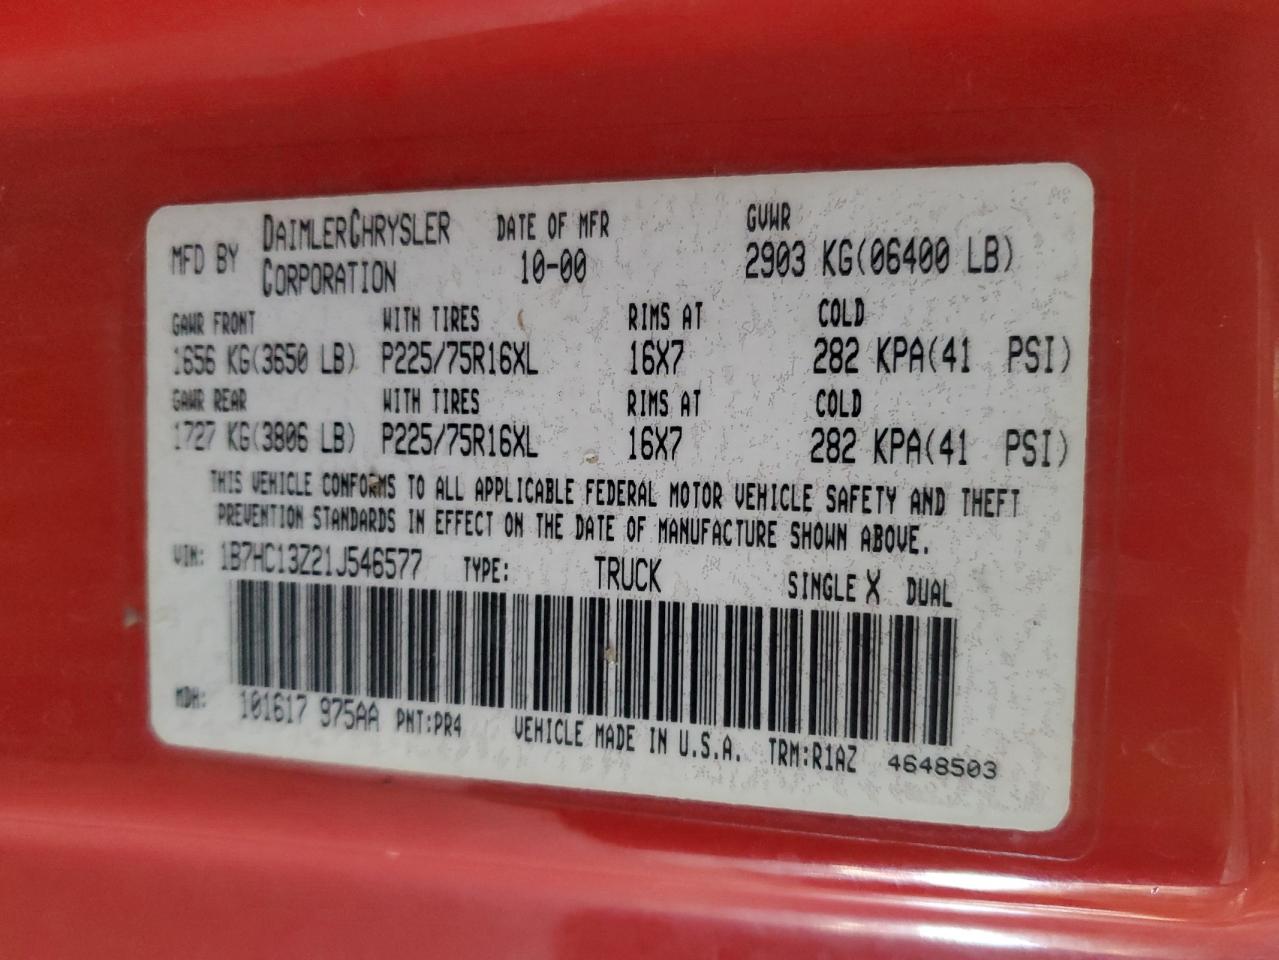 MFD BY DAIMLERCHRYSLER CORPORATION DATE OF MFR 10-00 GVWR 2903 KG(06400 LB)
GAWR FRONT WITH TIRES RIMS AT COLD
1656 KG(3650 LB) P225/75R16XL 16X7 282 KPA(41 PSI)
GAWR REAR WITH TIRES RIMS AT COLD
1727 KG(3806 LB) P225/75R16XL 16X7 282 KPA(41 PSI)
THIS VEHICLE CONFORMS TO ALL APPLICABLE FEDERAL MOTOR VEHICLE SAFETY AND THEFT
PREVENTION STANDARDS IN EFFECT ON THE DATE OF MANUFACTURE SHOWN ABOVE.
VIN: 1B7HC13Z21J546577 TYPE: TRUCK SINGLE X DUAL
MDH: 101617 975AA PNT:PR4 VEHICLE MADE IN U.S.A. TRM:R1AZ 4648503